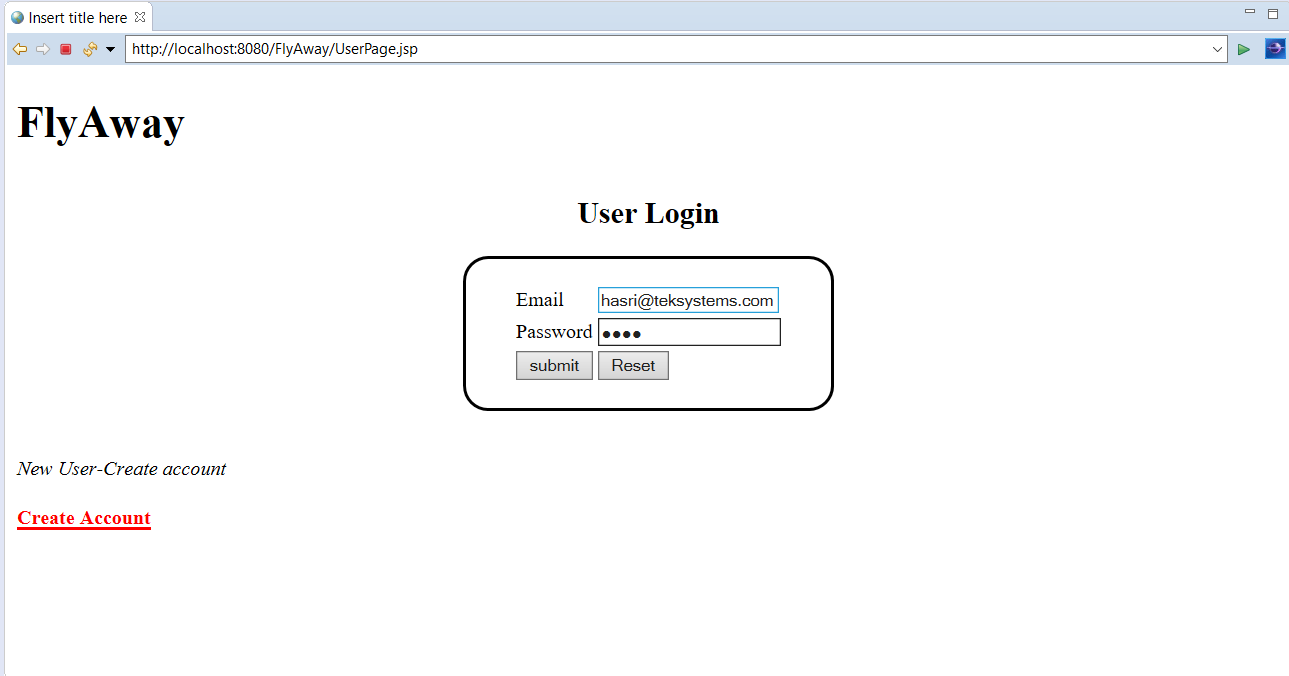 Insert title here
http://localhost:8080/FlyAway/UserPage.jsp
FlyAway
User Login
Email hasri@teksystems.com
Password ●●●●
submit Reset
New User-Create account
Create Account